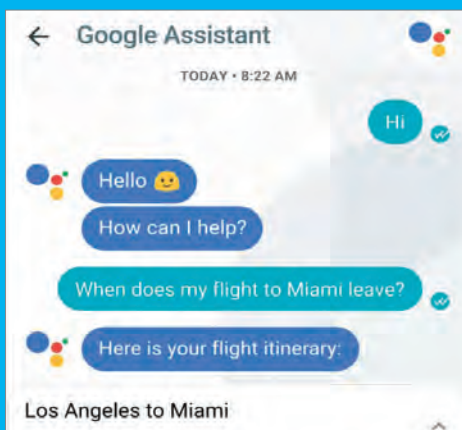 Google Assistant
TODAY • 8:22 AM
Hi
Hello
How can I help?
When does my flight to Miami leave?
Here is your flight itinerary:
Los Angeles to Miami